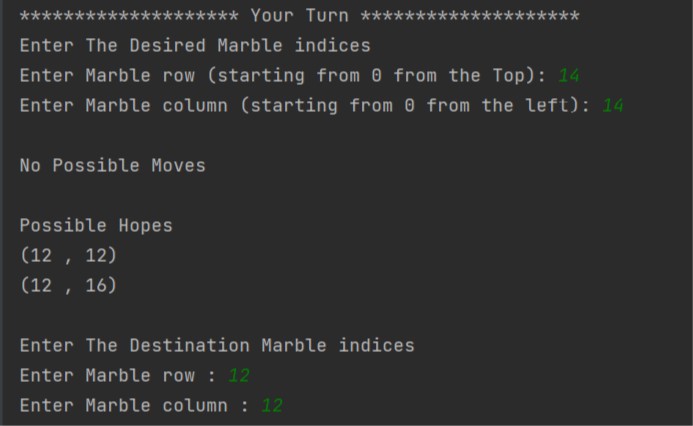 ******************** Your Turn ********************
Enter The Desired Marble indices
Enter Marble row (starting from 0 from the Top): 14
Enter Marble column (starting from 0 from the left): 14
No Possible Moves
Possible Hopes
(12 , 12)
(12 , 16)
Enter The Destination Marble indices
Enter Marble row : 12
Enter Marble column : 12